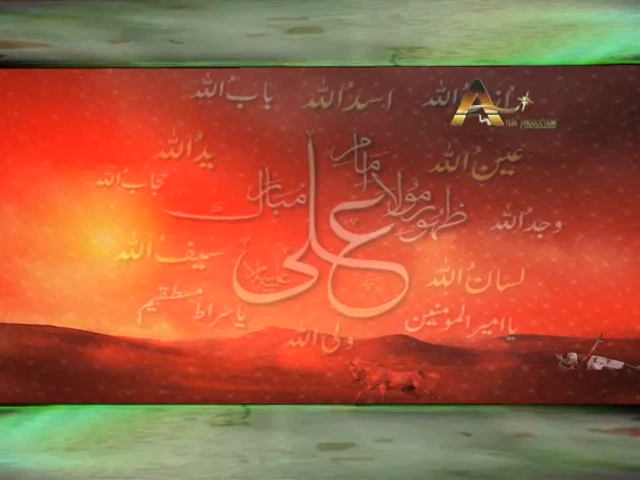 باب اللہ
اسد اللہ
ید اللہ
عین اللہ
حجاب اللہ
ظہور مولا امام
علی
مبارک
وجہ اللہ
سیف اللہ
لسان اللہ
یا سراط مستقیم
یا امیر المومنین
ولی اللہ